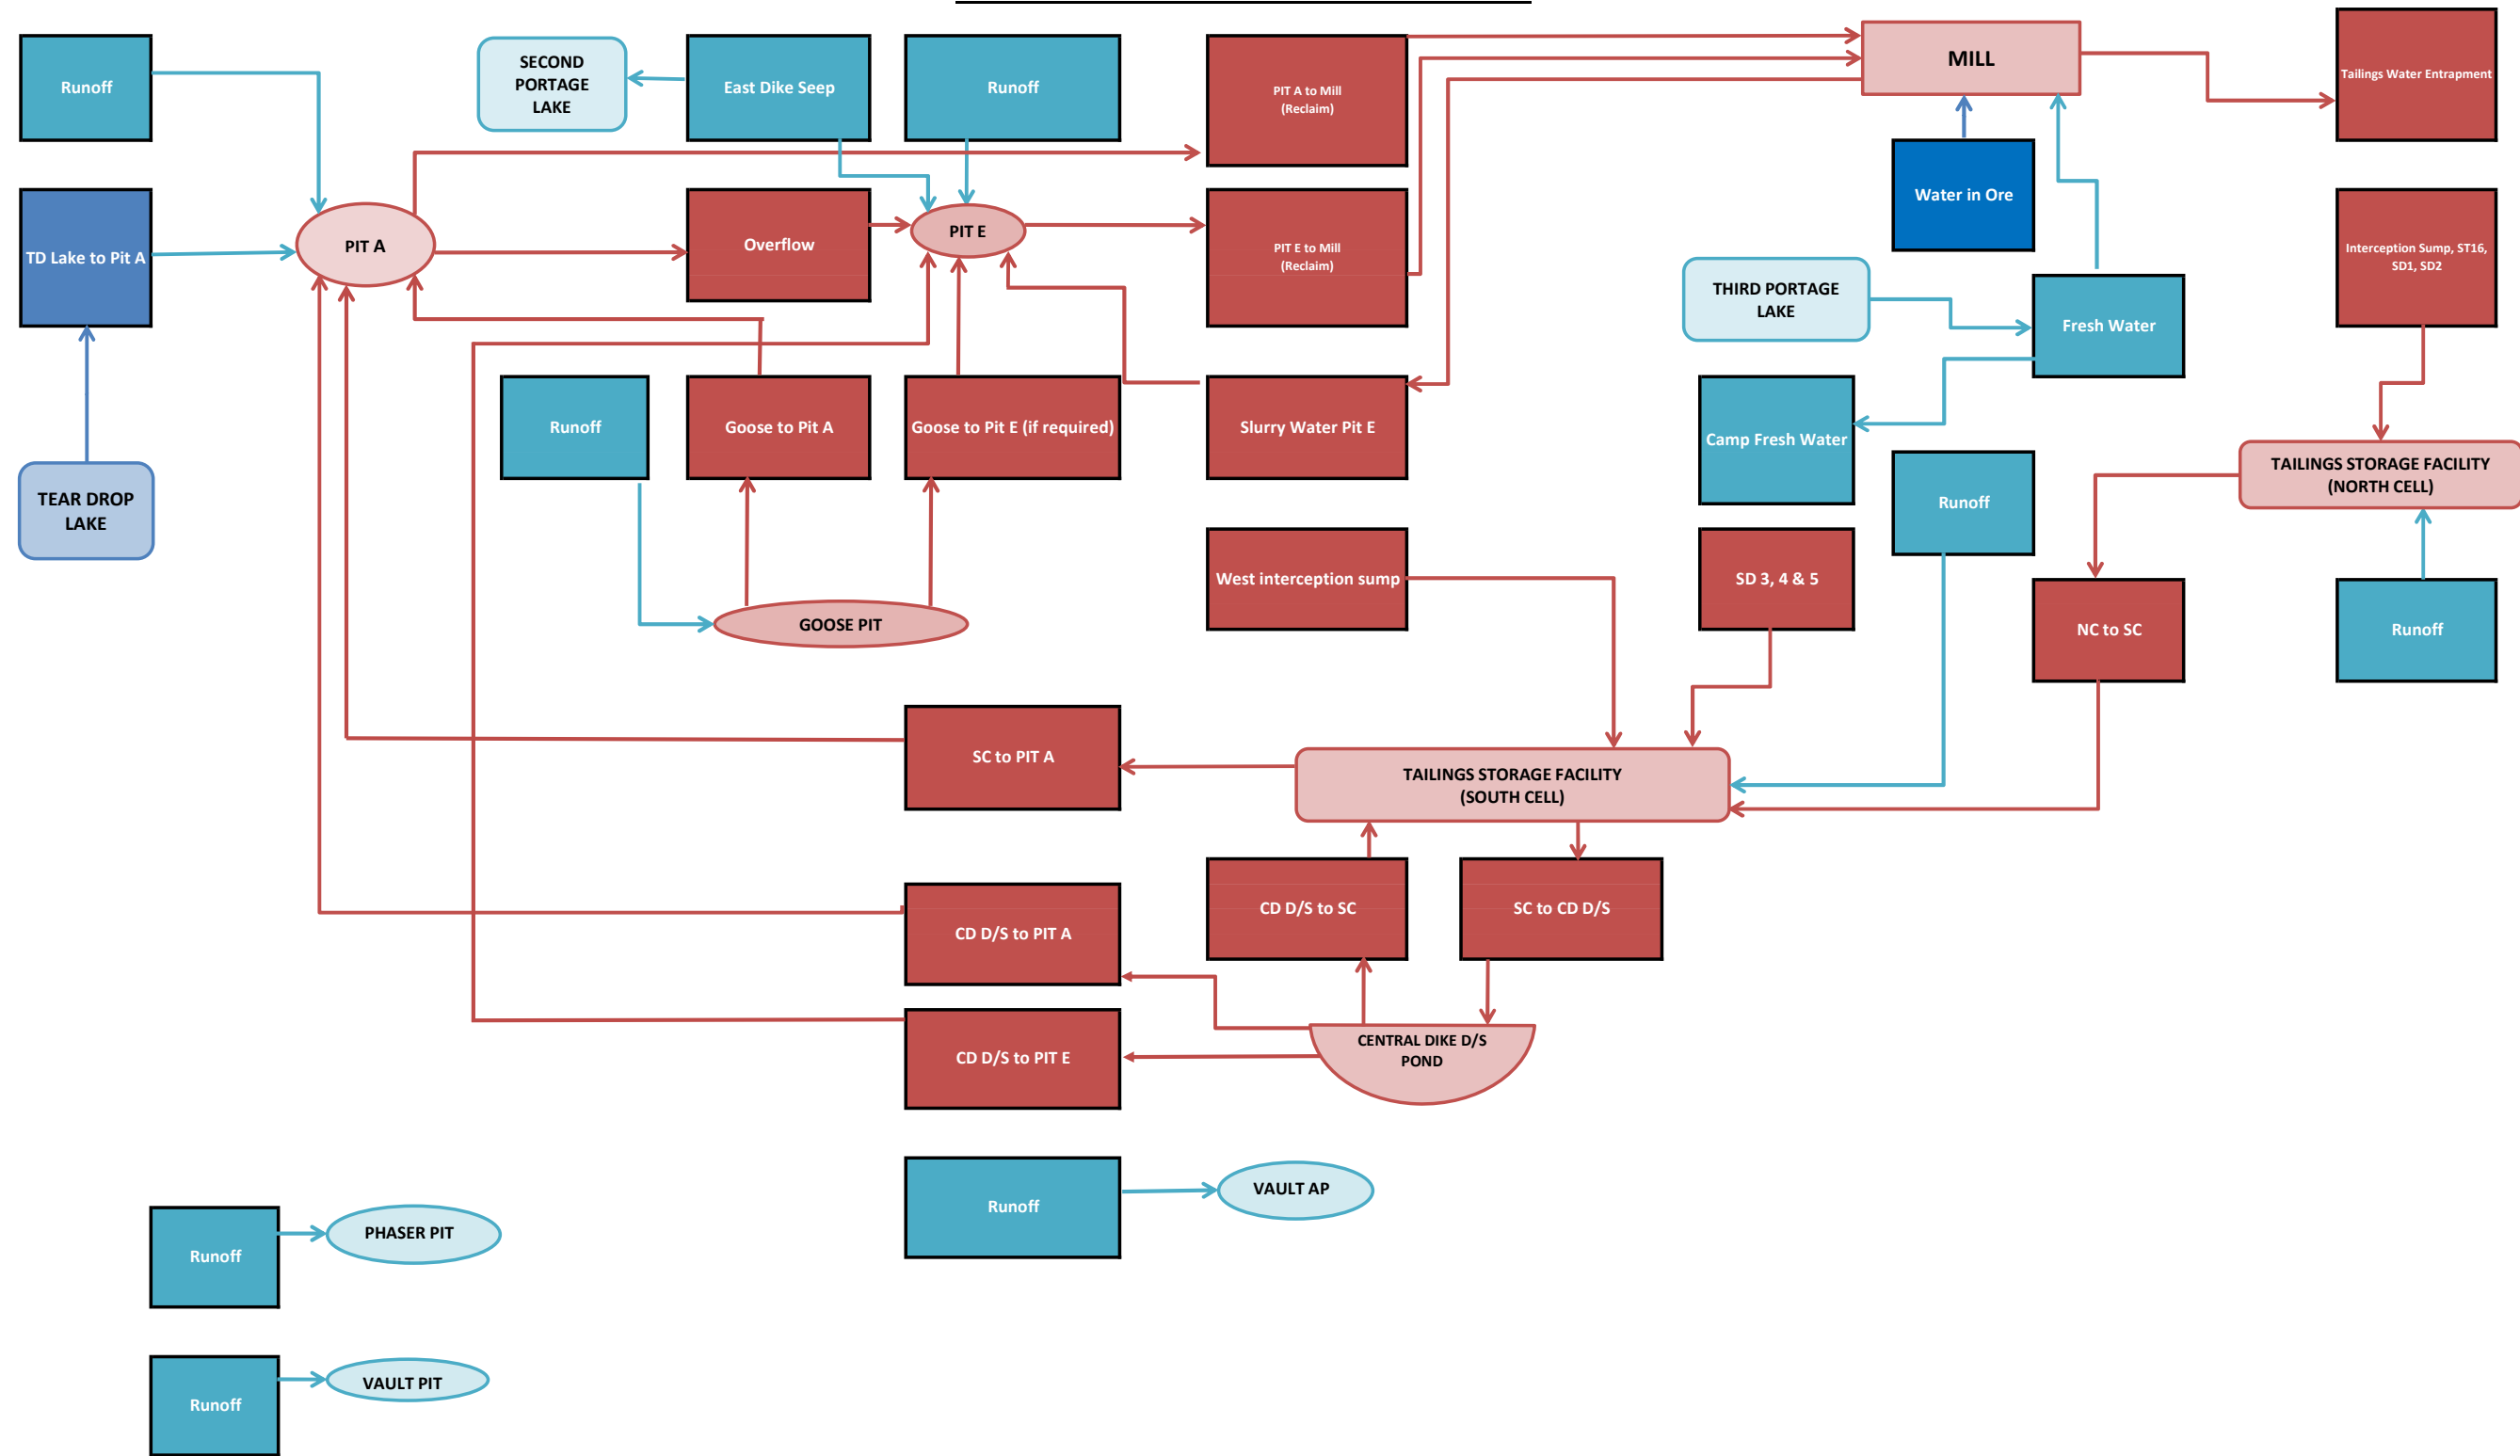 Runoff
SECOND
PORTAGE
LAKE
East Dike Seep
Runoff
PIT A to Mill
(Reclaim)
MILL
Tailings Water Entrapment
TD Lake to Pit A
PIT A
Overflow
PIT E
PIT E to Mill
(Reclaim)
Water in Ore
Interception Sump, ST16,
SD1, SD2
THIRD PORTAGE
LAKE
Fresh Water
TEAR DROP
LAKE
Runoff
Goose to Pit A
Goose to Pit E (if required)
Slurry Water Pit E
Camp Fresh Water
Runoff
TAILINGS STORAGE FACILITY
(NORTH CELL)
GOOSE PIT
West interception sump
SD 3, 4 & 5
NC to SC
Runoff
SC to PIT A
TAILINGS STORAGE FACILITY
(SOUTH CELL)
CD D/S to PIT A
CD D/S to SC
SC to CD D/S
CD D/S to PIT E
CENTRAL DIKE D/S
POND
Runoff
VAULT AP
Runoff
PHASER PIT
Runoff
VAULT PIT